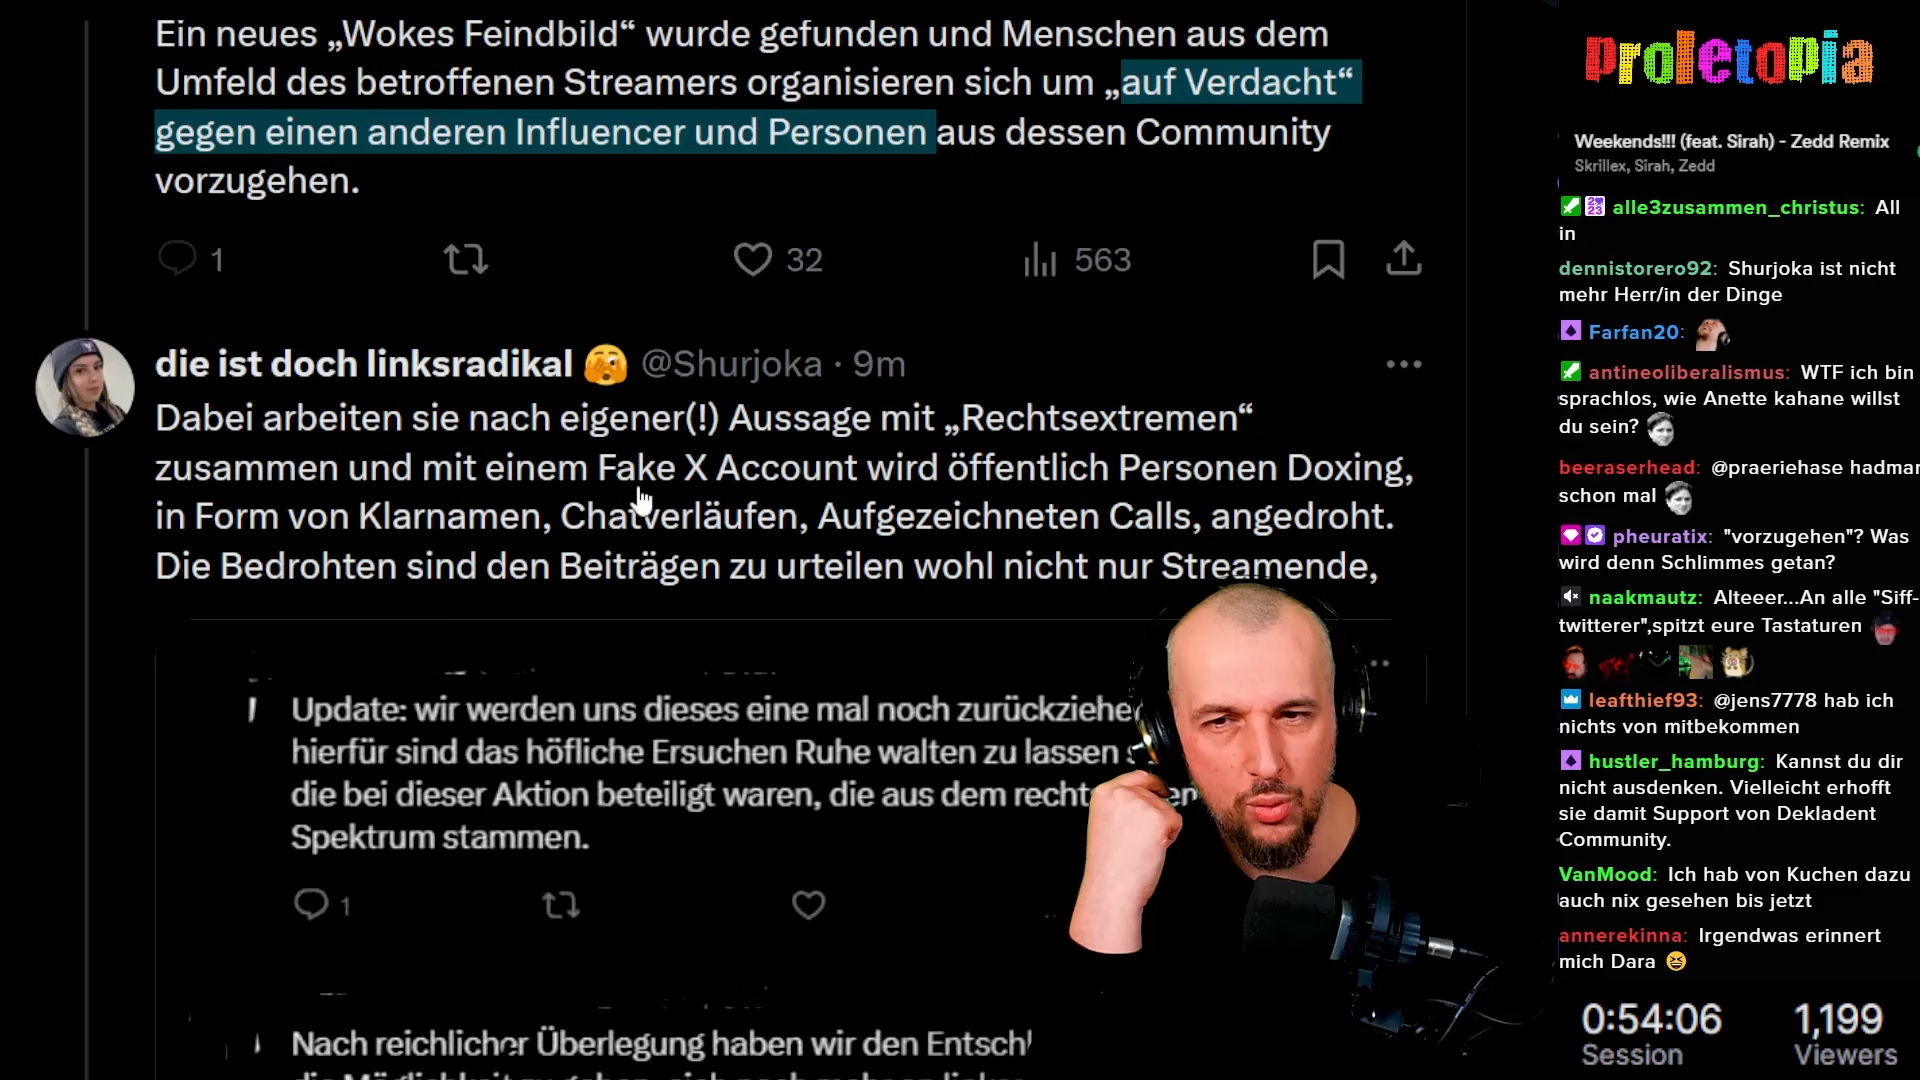 Ein neues „Wokes Feindbild“ wurde gefunden und Menschen aus dem
Umfeld des betroffenen Streamers organisieren sich um „auf Verdacht“
gegen einen anderen Influencer und Personen aus dessen Community
vorzugehen.
1
32
563
die ist doch linksradikal 🫣 @Shurjoka · 9m
Dabei arbeiten sie nach eigener(!) Aussage mit „Rechtsextremen“
zusammen und mit einem Fake X Account wird öffentlich Personen Doxing,
in Form von Klarnamen, Chatverläufen, Aufgezeichneten Calls, angedroht.
Die Bedrohten sind den Beiträgen zu urteilen wohl nicht nur Streamende,
Update: wir werden uns dieses eine mal noch zurückziehe
hierfür sind das höfliche Ersuchen Ruhe walten zu lassen
die bei dieser Aktion beteiligt waren, die aus dem
Spektrum stammen.
1
Nach reichlicher Überlegung haben wir den Entschl
Proletopia
Weekends!!! (feat. Sirah) - Zedd Remix
Skrillex, Sirah, Zedd
alle3zusammen_christus: All
in
dennistorero92: Shurjoka ist nicht
mehr Herr/in der Dinge
Farfan20:
antineoliberalismus: WTF ich bin
sprachlos, wie Anette kahane willst
du sein?
beeraserhead: @praeriehase hadmar
schon mal
pheuratix: "vorzugehen"? Was
wird denn Schlimmes getan?
naakmautz: Alteeer...An alle "Siff-
twitterer",spitzt eure Tastaturen
leafthief93: @jens7778 hab ich
nichts von mitbekommen
hustler_hamburg: Kannst du dir
nicht ausdenken. Vielleicht erhofft
sie damit Support von Dekladent
Community.
VanMood: Ich hab von Kuchen dazu
auch nix gesehen bis jetzt
annerekinna: Irgendwas erinnert
mich Dara 😆
0:54:06
Session
1,199
Viewers